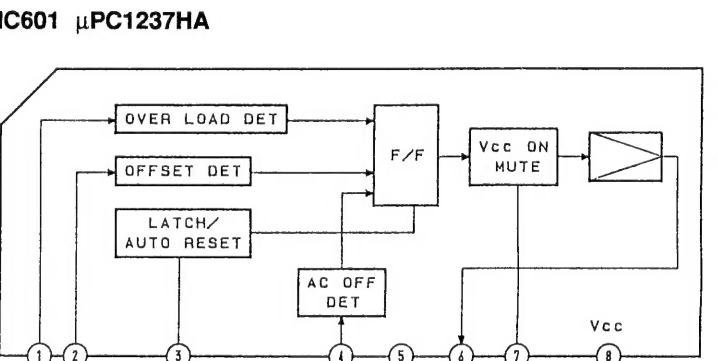 IC601 µPC1237HA
OVER LOAD DET
OFFSET DET
LATCH/
AUTO RESET
F/F
Vcc ON
MUTE
AC OFF
DET
Vcc
1 2 3 4 5 6 7 8